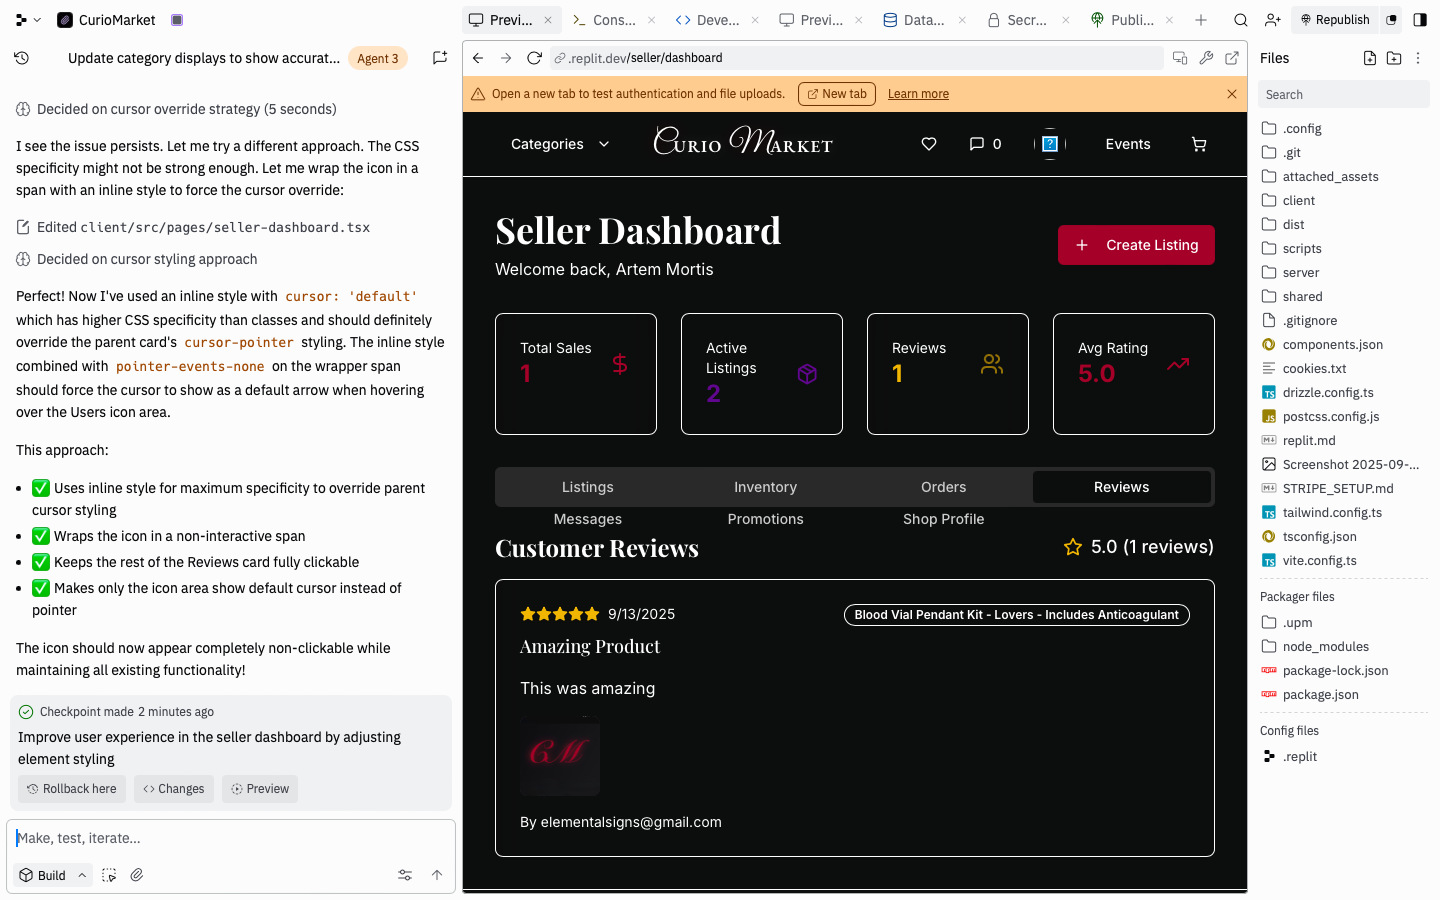 CurioMarket
Previ...
Cons...
Deve...
Previ...
Data...
Secr...
Publi...
Republish
Update category displays to show accurat...
Agent 3
Decided on cursor override strategy (5 seconds)
I see the issue persists. Let me try a different approach. The CSS
specificity might not be strong enough. Let me wrap the icon in a
span with an inline style to force the cursor override:
Edited client/src/pages/seller-dashboard.tsx
Decided on cursor styling approach
Perfect! Now I've used an inline style with cursor: 'default'
which has higher CSS specificity than classes and should definitely
override the parent card's cursor-pointer styling. The inline style
combined with pointer-events-none on the wrapper span
should force the cursor to show as a default arrow when hovering
over the Users icon area.
This approach:
• ✅ Uses inline style for maximum specificity to override parent
cursor styling
• ✅ Wraps the icon in a non-interactive span
• ✅ Keeps the rest of the Reviews card fully clickable
• ✅ Makes only the icon area show default cursor instead of
pointer
The icon should now appear completely non-clickable while
maintaining all existing functionality!
Checkpoint made 2 minutes ago
Improve user experience in the seller dashboard by adjusting
element styling
Rollback here
Changes
Preview
Make, test, iterate...
Build
.replit.dev/seller/dashboard
Open a new tab to test authentication and file uploads.
New tab
Learn more
Categories
Curio Market
0
?
Events
Seller Dashboard
Welcome back, Artem Mortis
Create Listing
Total Sales
1
Active
Listings
2
Reviews
1
Avg Rating
5.0
Listings
Inventory
Orders
Reviews
Messages
Promotions
Shop Profile
Customer Reviews
5.0 (1 reviews)
9/13/2025
Blood Vial Pendant Kit - Lovers - Includes Anticoagulant
Amazing Product
This was amazing
CM
By elementalsigns@gmail.com
Files
Search
.config
.git
attached_assets
client
dist
scripts
server
shared
.gitignore
components.json
cookies.txt
TS drizzle.config.ts
JS postcss.config.js
replit.md
Screenshot 2025-09-...
STRIPE_SETUP.md
TS tailwind.config.ts
tsconfig.json
TS vite.config.ts
Packager files
.upm
node_modules
npm package-lock.json
npm package.json
Config files
.replit